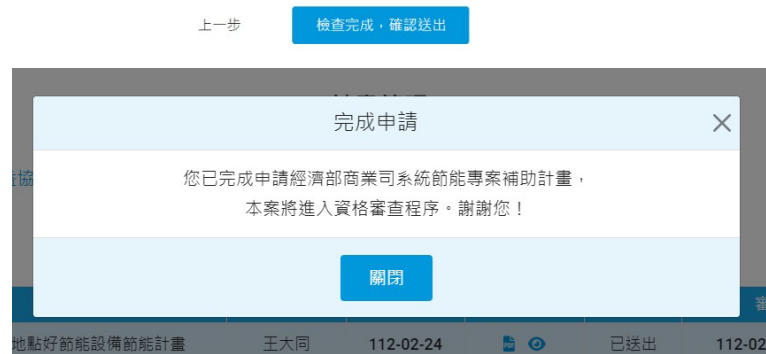 上一步 檢查完成，確認送出
完成申請
您已完成申請經濟部商業司系統節能專案補助計畫，
本案將進入資格審查程序。謝謝您！
關閉
地點好節能設備節能計畫 王大同 112-02-24 已送出 112-02